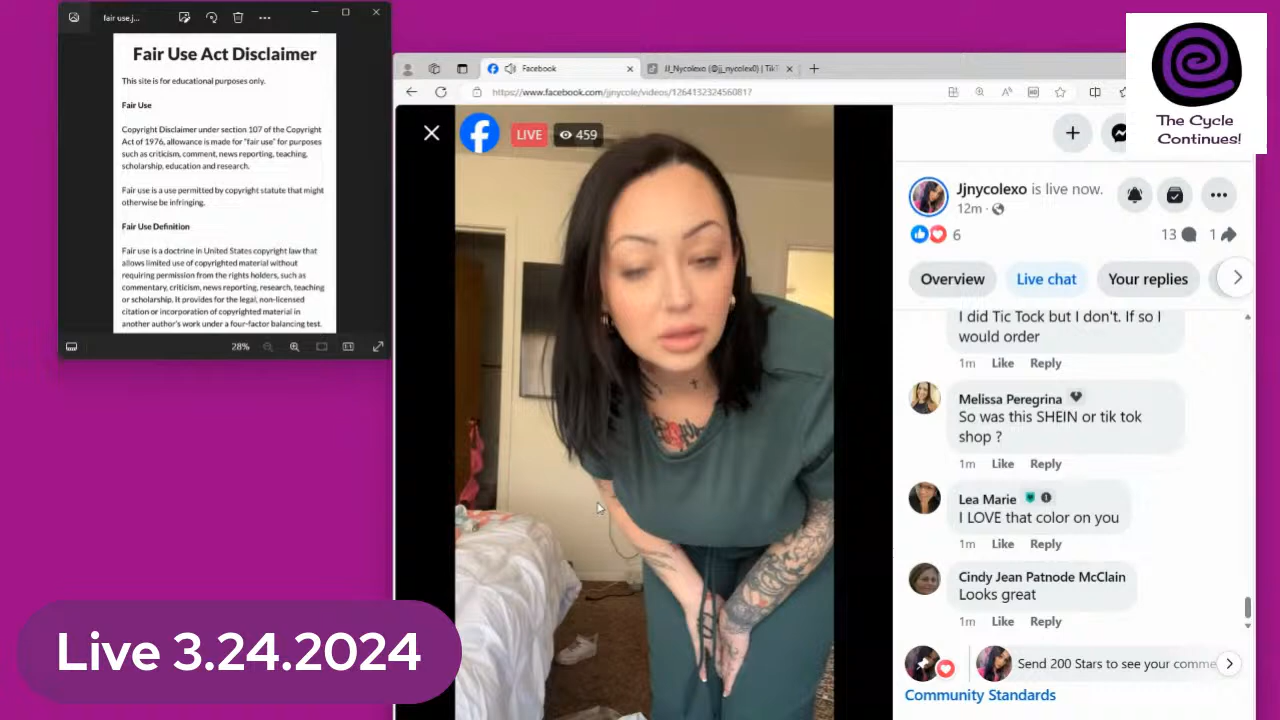 fair use.j...
Fair Use Act Disclaimer
This site is for educational purposes only.
Fair Use
Copyright Disclaimer under section 107 of the Copyright
Act of 1976, allowance is made for "fair use" for purposes
such as criticism, comment, news reporting, teaching,
scholarship, education and research.
Fair use is a use permitted by copyright statute that might
otherwise be infringing.
Fair Use Definition
Fair use is a doctrine in United States copyright law that
allows limited use of copyrighted material without
requiring permission from the rights holders, such as
commentary, criticism, news reporting, research, teaching
or scholarship. It provides for the legal, non-licensed
citation or incorporation of copyrighted material in
another author's work under a four-factor balancing test.
28%
Facebook
JJ_Nycolexo (@jj_nycolex0) | TikT
https://www.facebook.com/jjnycole/videos/1264132324560817?
The Cycle
Continues!
LIVE
459
Jjnycolexo is live now.
12m
6
13
1
Overview
Live chat
Your replies
I did Tic Tock but I don't. If so I
would order
1m Like Reply
Melissa Peregrina
So was this SHEIN or tik tok
shop ?
1m Like Reply
Lea Marie
I LOVE that color on you
1m Like Reply
Cindy Jean Patnode McClain
Looks great
1m Like Reply
Send 200 Stars to see your comme
Community Standards
Live 3.24.2024